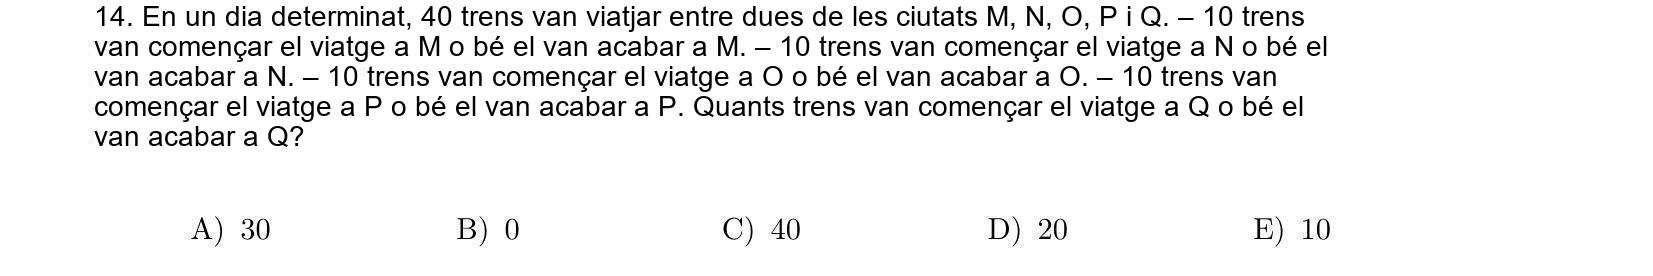 14. En un dia determinat, 40 trens van viatjar entre dues de les ciutats M, N, O, P i Q. – 10 trens
van començar el viatge a M o bé el van acabar a M. – 10 trens van començar el viatge a N o bé el
van acabar a N. – 10 trens van començar el viatge a O o bé el van acabar a O. – 10 trens van
començar el viatge a P o bé el van acabar a P. Quants trens van començar el viatge a Q o bé el
van acabar a Q?
A) 30 B) 0 C) 40 D) 20 E) 10